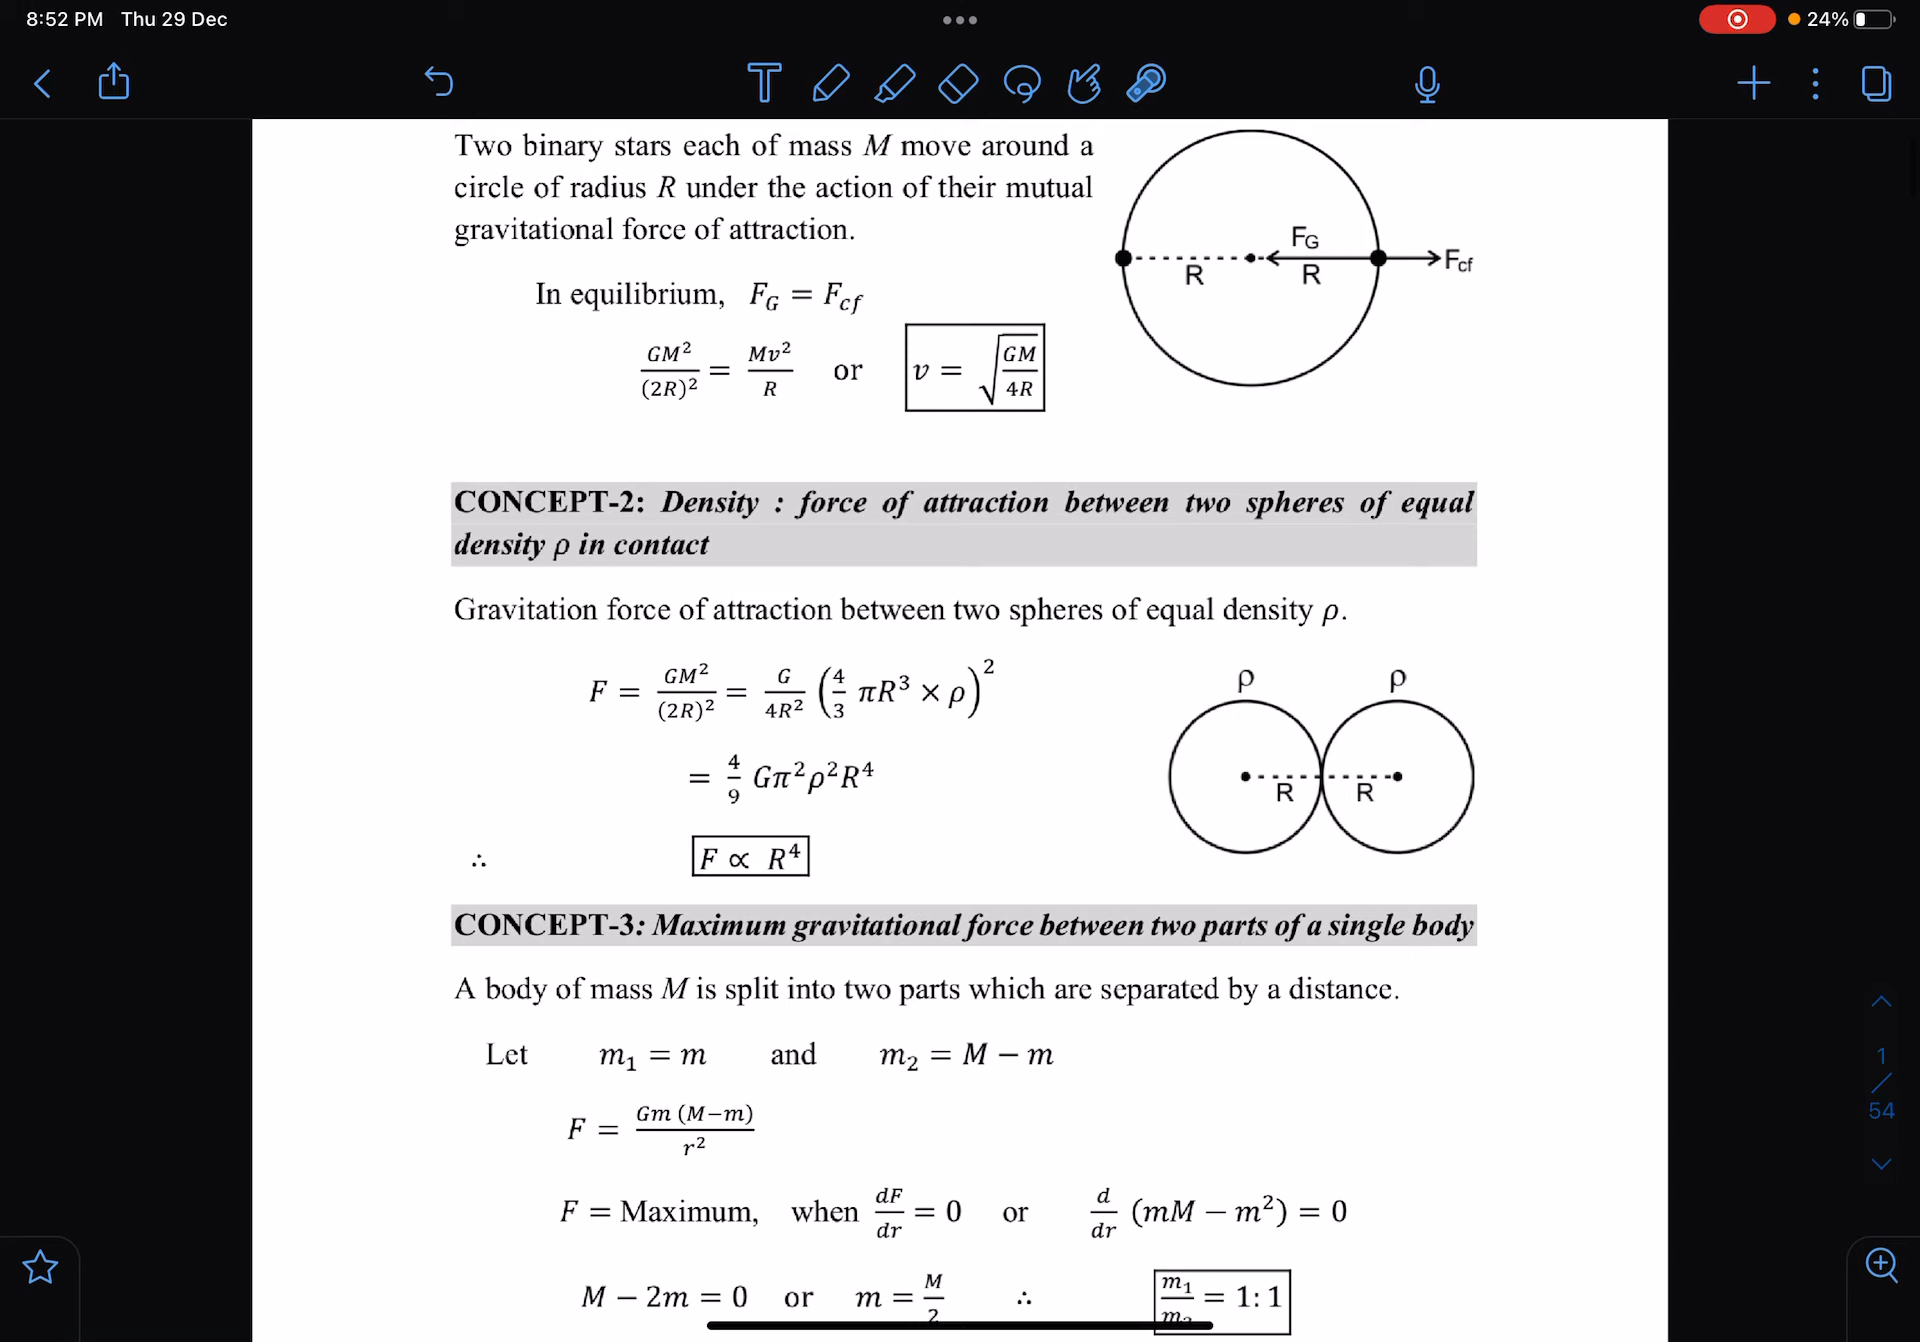 8:52 PM Thu 29 Dec
24%
Two binary stars each of mass M move around a
circle of radius R under the action of their mutual
gravitational force of attraction.
F_G
F_cf
R
R
In equilibrium, F_G = F_cf
GM²/(2R)² = Mv²/R or v = √(GM/4R)
CONCEPT-2: Density : force of attraction between two spheres of equal
density ρ in contact
Gravitation force of attraction between two spheres of equal density ρ.
F = GM²/(2R)² = G/4R² (4/3 πR³ × ρ)²
= 4/9 Gπ²ρ²R⁴
∴ F ∝ R⁴
ρ ρ
R R
CONCEPT-3: Maximum gravitational force between two parts of a single body
A body of mass M is split into two parts which are separated by a distance.
Let m₁ = m and m₂ = M − m
F = Gm (M−m)/r²
F = Maximum, when dF/dr = 0 or d/dr (mM − m²) = 0
M − 2m = 0 or m = M/2 ∴ m₁/m₂ = 1:1
1
/
54